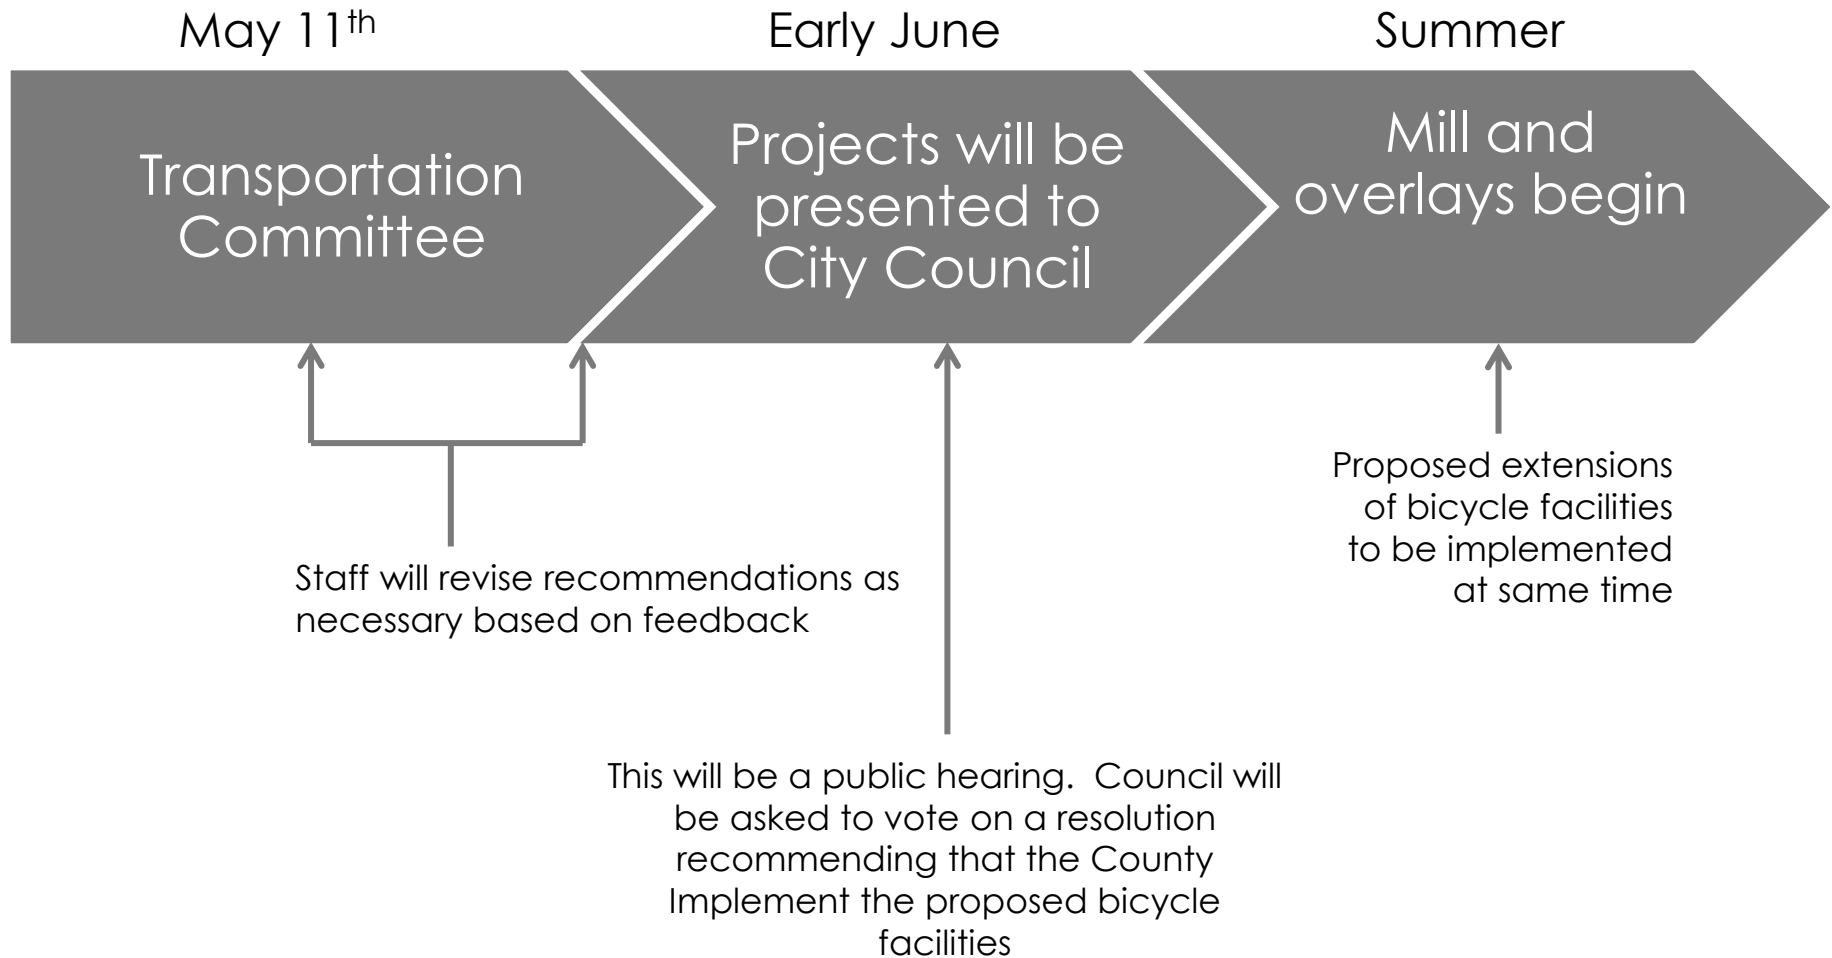 May 11th
Early June
Summer
Transportation
Committee
Projects will be
presented to
City Council
Mill and
overlays begin
Staff will revise recommendations as
necessary based on feedback
Proposed extensions
of bicycle facilities
to be implemented
at same time
This will be a public hearing.  Council will
be asked to vote on a resolution
recommending that the County
Implement the proposed bicycle
facilities